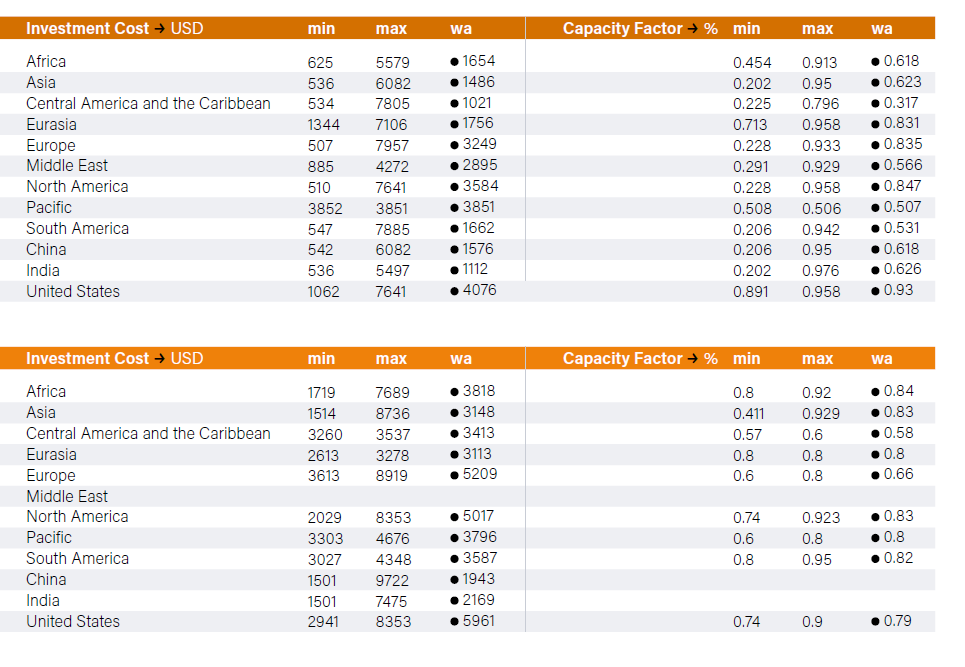 Investment Cost → USD min max wa Capacity Factor → % min max wa
Africa 625 5579 ● 1654 0.454 0.913 ● 0.618
Asia 536 6082 ● 1486 0.202 0.95 ● 0.623
Central America and the Caribbean 534 7805 ● 1021 0.225 0.796 ● 0.317
Eurasia 1344 7106 ● 1756 0.713 0.958 ● 0.831
Europe 507 7957 ● 3249 0.228 0.933 ● 0.835
Middle East 885 4272 ● 2895 0.291 0.929 ● 0.566
North America 510 7641 ● 3584 0.228 0.958 ● 0.847
Pacific 3852 3851 ● 3851 0.508 0.506 ● 0.507
South America 547 7885 ● 1662 0.206 0.942 ● 0.531
China 542 6082 ● 1576 0.206 0.95 ● 0.618
India 536 5497 ● 1112 0.202 0.976 ● 0.626
United States 1062 7641 ● 4076 0.891 0.958 ● 0.93
Investment Cost → USD min max wa Capacity Factor → % min max wa
Africa 1719 7689 ● 3818 0.8 0.92 ● 0.84
Asia 1514 8736 ● 3148 0.411 0.929 ● 0.83
Central America and the Caribbean 3260 3537 ● 3413 0.57 0.6 ● 0.58
Eurasia 2613 3278 ● 3113 0.8 0.8 ● 0.8
Europe 3613 8919 ● 5209 0.6 0.8 ● 0.66
Middle East
North America 2029 8353 ● 5017 0.74 0.923 ● 0.83
Pacific 3303 4676 ● 3796 0.6 0.8 ● 0.8
South America 3027 4348 ● 3587 0.8 0.95 ● 0.82
China 1501 9722 ● 1943
India 1501 7475 ● 2169
United States 2941 8353 ● 5961 0.74 0.9 ● 0.79